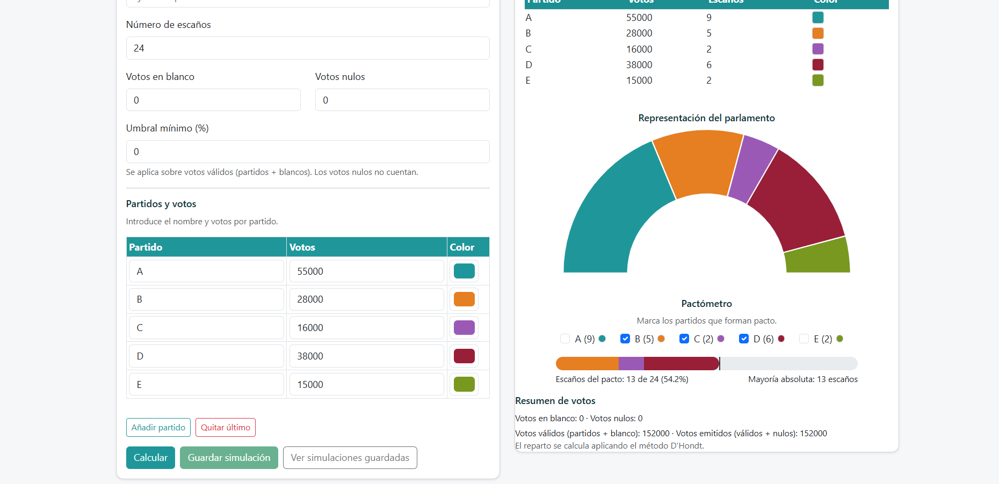 Número de escaños
24
Votos en blanco
Votos nulos
0
0
Umbral mínimo (%)
0
Se aplica sobre votos válidos (partidos + blancos). Los votos nulos no cuentan.
Partidos y votos
Introduce el nombre y votos por partido.
Partido Votos Color
A 55000
B 28000
C 16000
D 38000
E 15000
Añadir partido
Quitar último
Calcular
Guardar simulación
Ver simulaciones guardadas
Partido Votos Escaños Color
A 55000 9
B 28000 5
C 16000 2
D 38000 6
E 15000 2
Representación del parlamento
Pactómetro
Marca los partidos que forman pacto.
A (9) B (5) C (2) D (6) E (2)
Escaños del pacto: 13 de 24 (54.2%)
Mayoría absoluta: 13 escaños
Resumen de votos
Votos en blanco: 0 · Votos nulos: 0
Votos válidos (partidos + blanco): 152000 · Votos emitidos (válidos + nulos): 152000
El reparto se calcula aplicando el método D'Hondt.